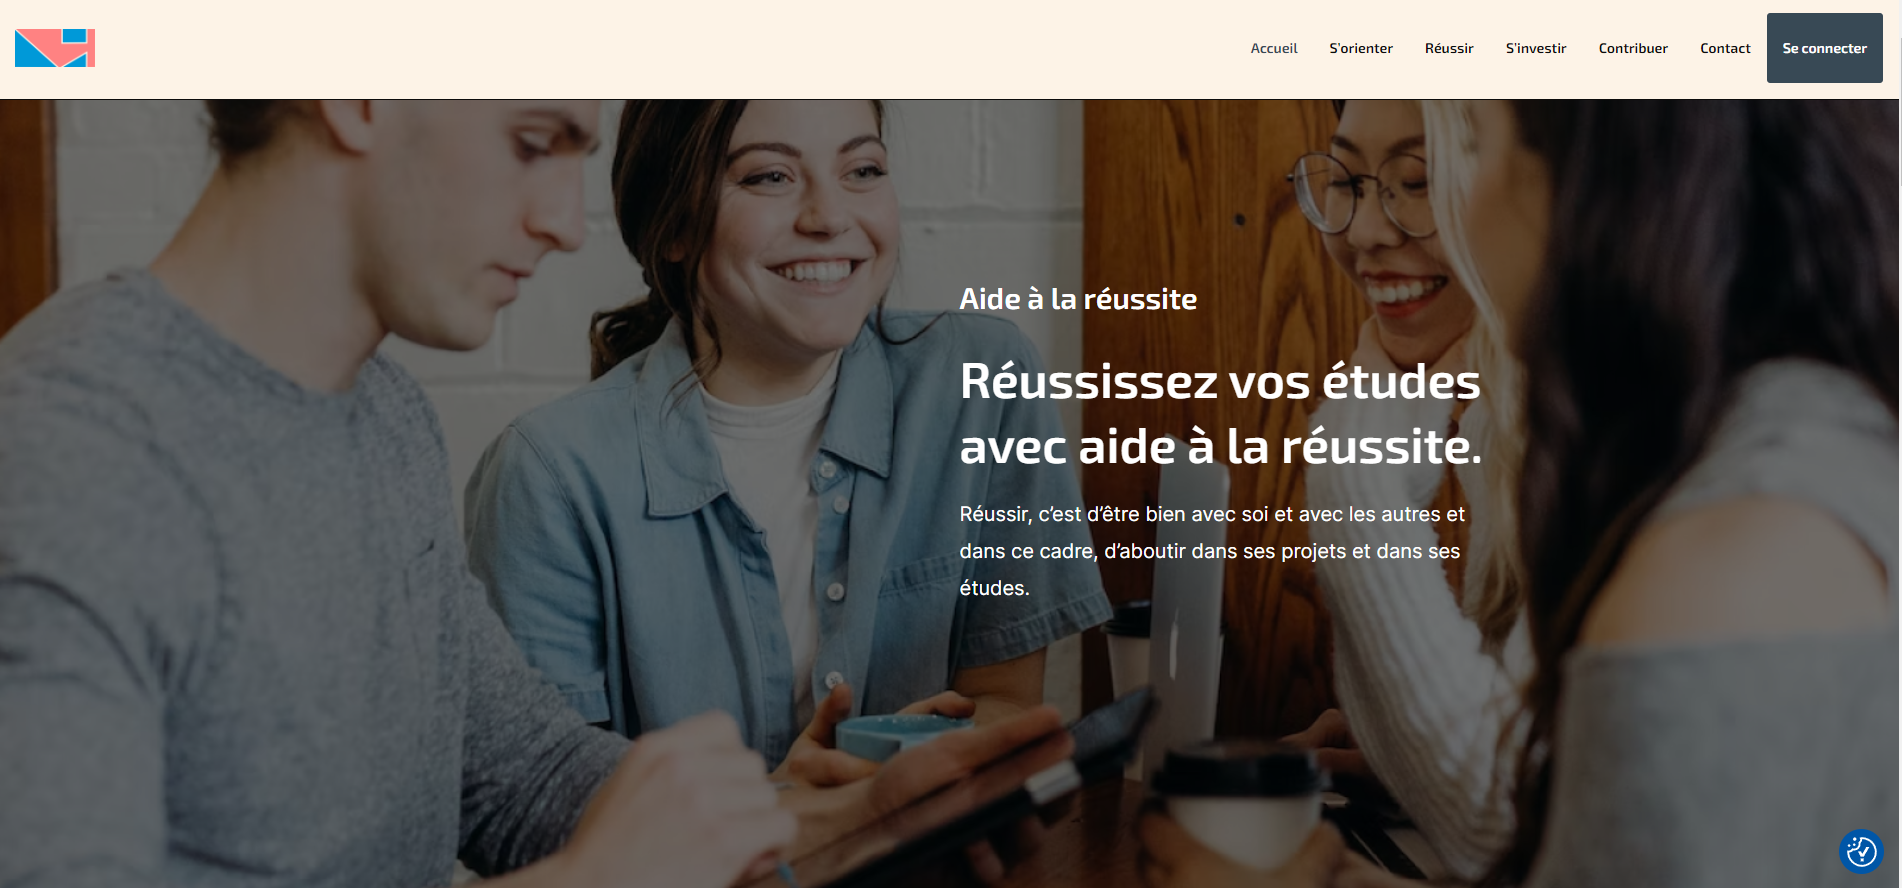 Accueil
S'orienter
Réussir
S'investir
Contribuer
Contact
Se connecter
Aide à la réussite
Réussissez vos études
avec aide à la réussite.
Réussir, c’est d’être bien avec soi et avec les autres et
dans ce cadre, d’aboutir dans ses projets et dans ses
études.